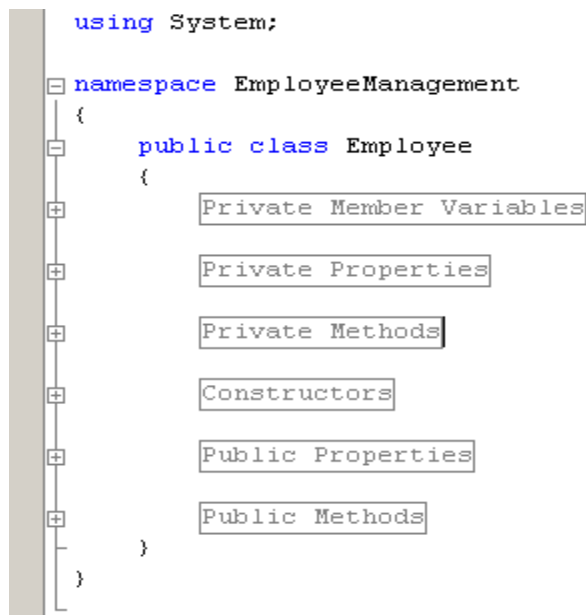 using System;
namespace EmployeeManagement
{
public class Employee
{
Private Member Variables
Private Properties
Private Methods
Constructors
Public Properties
Public Methods
}
}